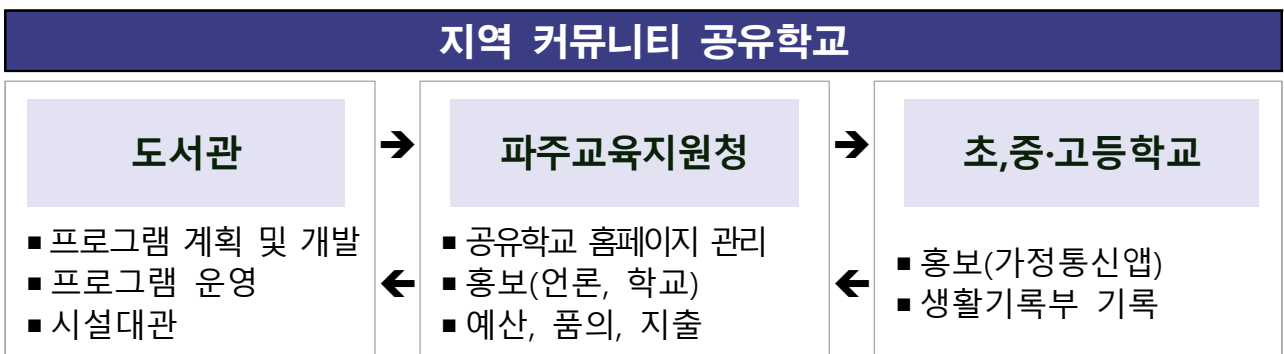 지역 커뮤니티 공유학교
도서관
▪프로그램 계획 및 개발
▪프로그램 운영
▪시설대관
➔
🡸
파주교육지원청
▪공유학교 홈페이지 관리
▪홍보(언론, 학교)
▪예산, 품의, 지출
➔
🡸
초,중·고등학교
▪홍보(가정통신앱)
▪생활기록부 기록